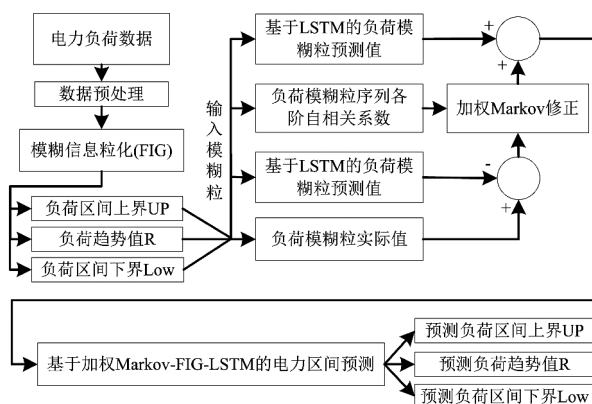 电力负荷数据
数据预处理
模糊信息粒化(FIG)
负荷区间上界UP
负荷趋势值R
负荷区间下界Low
输入模糊粒
基于LSTM的负荷模
糊粒预测值
负荷模糊粒序列各
阶自相关系数
基于LSTM的负荷模
糊粒预测值
负荷模糊粒实际值
+
+
加权Markov修正
-
+
基于加权Markov-FIG-LSTM的电力区间预测
预测负荷区间上界UP
预测负荷趋势值R
预测负荷区间下界Low